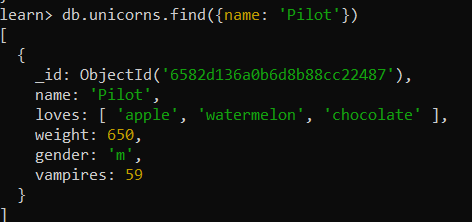 learn> db.unicorns.find({name: 'Pilot'})
[
  {
    _id: ObjectId('6582d136a0b6d8b88cc22487'),
    name: 'Pilot',
    loves: [ 'apple', 'watermelon', 'chocolate' ],
    weight: 650,
    gender: 'm',
    vampires: 59
  }
]